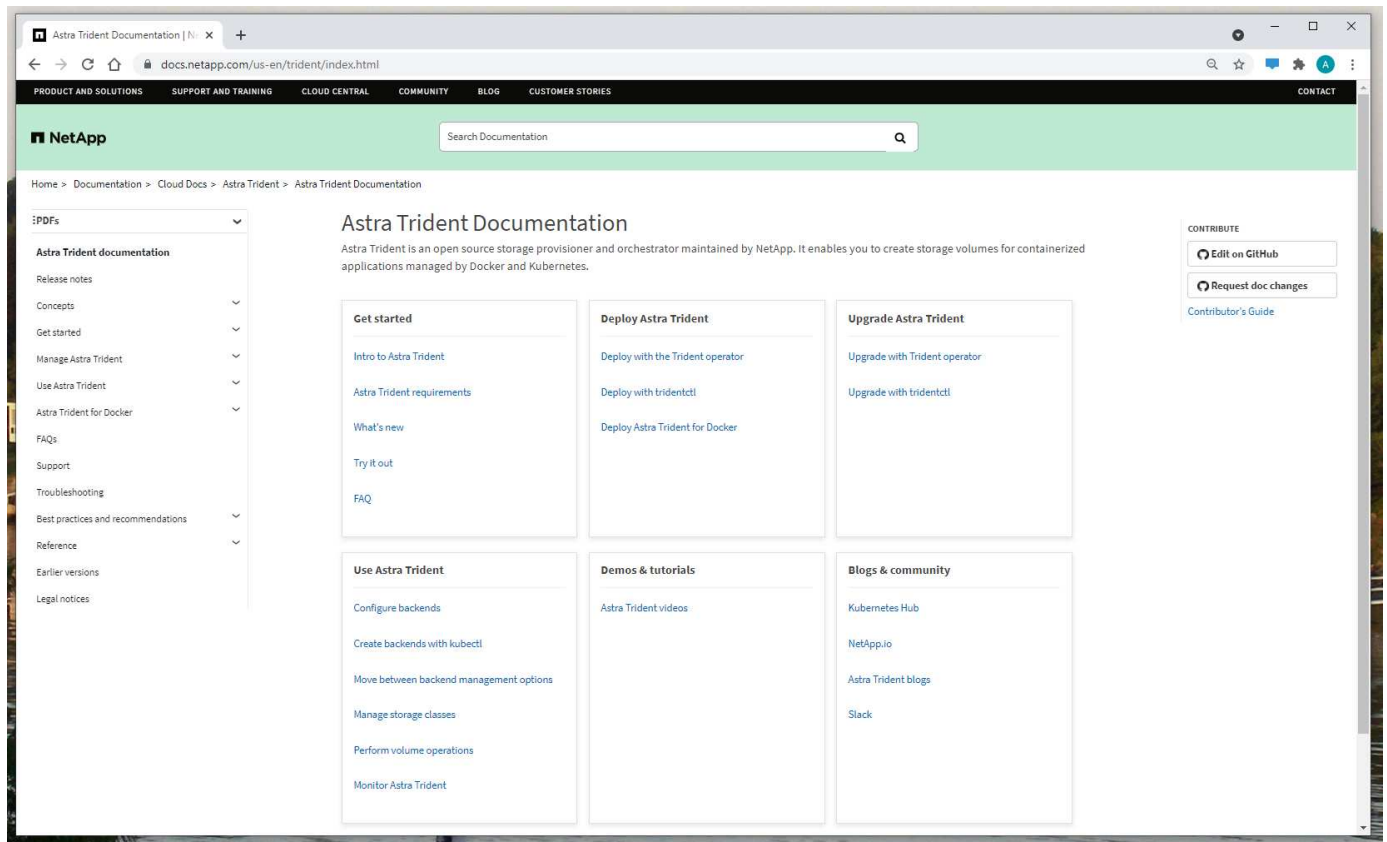 Astra Trident Documentation | Ne
docs.netapp.com/us-en/trident/index.html
A
PRODUCT AND SOLUTIONS SUPPORT AND TRAINING CLOUD CENTRAL COMMUNITY BLOG CUSTOMER STORIES CONTACT
NetApp
Search Documentation
Home > Documentation > Cloud Docs > Astra Trident > Astra Trident Documentation
PDFs
Astra Trident documentation
Release notes
Concepts
Get started
Manage Astra Trident
Use Astra Trident
Astra Trident for Docker
FAQs
Support
Troubleshooting
Best practices and recommendations
Reference
Earlier versions
Legal notices
Astra Trident Documentation
Astra Trident is an open source storage provisioner and orchestrator maintained by NetApp. It enables you to create storage volumes for containerized
applications managed by Docker and Kubernetes.
Get started
Intro to Astra Trident
Astra Trident requirements
What's new
Try it out
FAQ
Deploy Astra Trident
Deploy with the Trident operator
Deploy with tridentctl
Deploy Astra Trident for Docker
Upgrade Astra Trident
Upgrade with Trident operator
Upgrade with tridentctl
Use Astra Trident
Configure backends
Create backends with kubectl
Move between backend management options
Manage storage classes
Perform volume operations
Monitor Astra Trident
Demos & tutorials
Astra Trident videos
Blogs & community
Kubernetes Hub
NetApp.io
Astra Trident blogs
Slack
CONTRIBUTE
Edit on GitHub
Request doc changes
Contributor's Guide